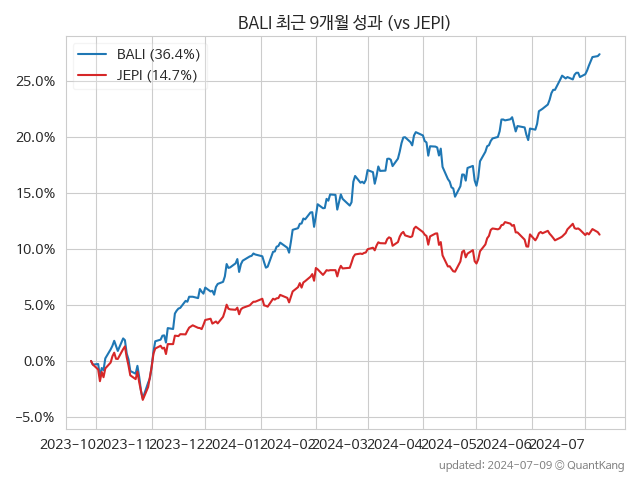 BALI 최근 9개월 성과 (vs JEPI)
BALI (36.4%)
JEPI (14.7%)
25.0%
20.0%
15.0%
10.0%
5.0%
0.0%
−5.0%
2023-10 2023-11 2023-12 2024-01 2024-02 2024-03 2024-04 2024-05 2024-06 2024-07
updated: 2024-07-09 © QuantKang